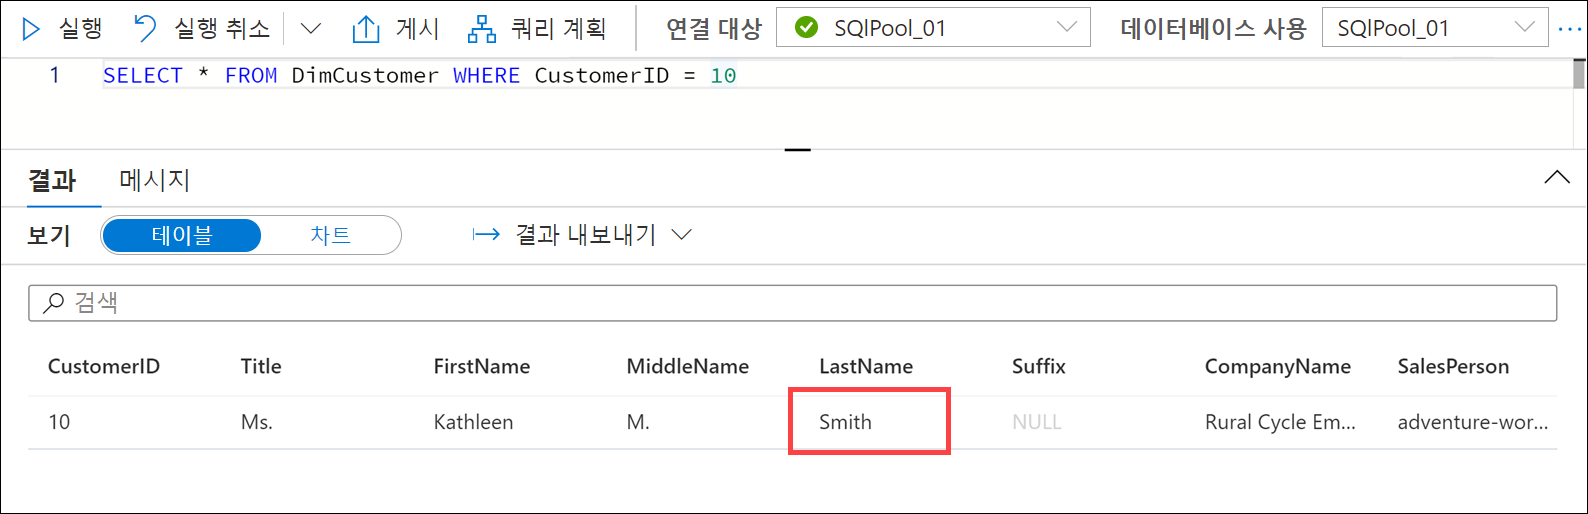 실행 실행 취소 게시 쿼리 계획 연결 대상 SQlPool_01 데이터베이스 사용 SQlPool_01 ...
1 SELECT * FROM DimCustomer WHERE CustomerID = 10
결과 메시지
보기 테이블 차트 결과 내보내기
검색
CustomerID Title FirstName MiddleName LastName Suffix CompanyName SalesPerson
10 Ms. Kathleen M. Smith NULL Rural Cycle Em... adventure-wor...